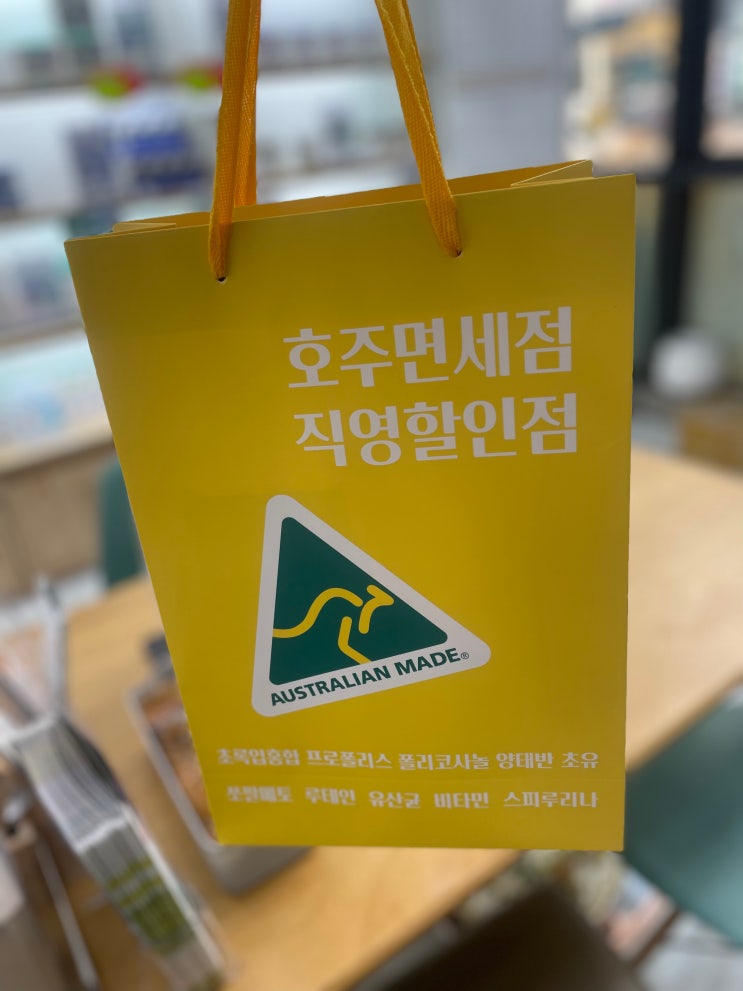 호주면세점
직영할인점
AUSTRALIAN MADE®
초록입홍합 프로폴리스 폴리코사놀 양태반 초유
쏘팔메토 루테인 유산균 비타민 스피루리나